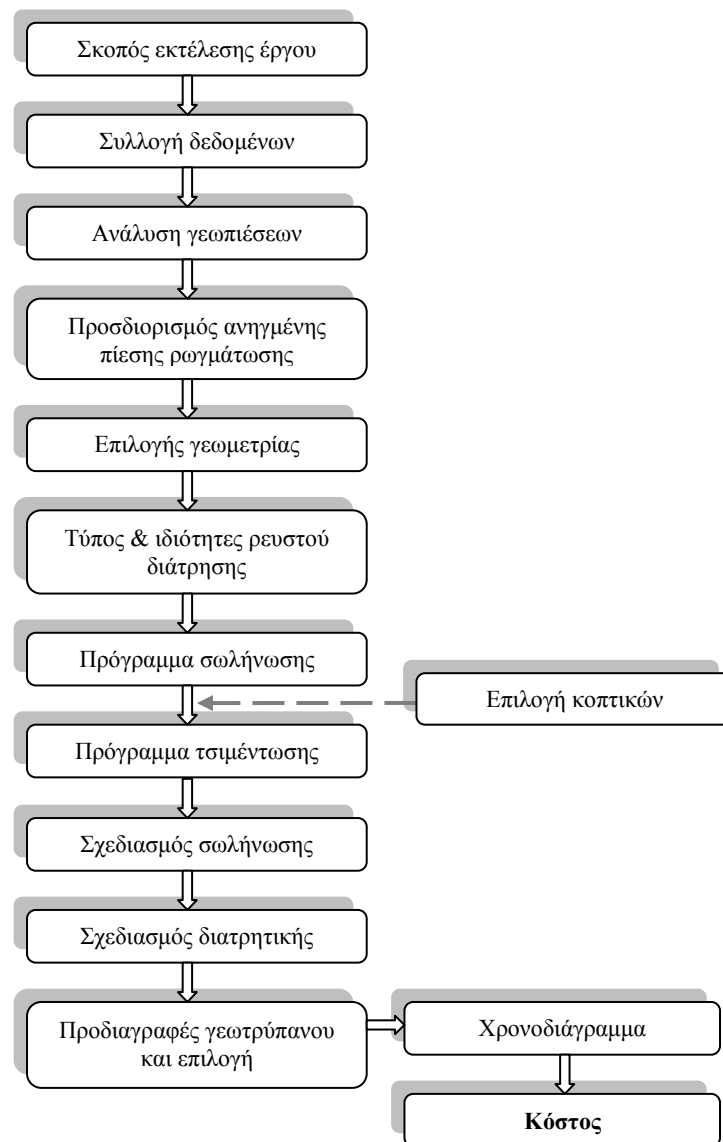 Σκοπός εκτέλεσης έργου
Συλλογή δεδομένων
Ανάλυση γεωπιέσεων
Προσδιορισμός ανηγμένης
πίεσης ρωγμάτωσης
Επιλογής γεωμετρίας
Τύπος & ιδιότητες ρευστού
διάτρησης
Πρόγραμμα σωλήνωσης
Επιλογή κοπτικών
Πρόγραμμα τσιμέντωσης
Σχεδιασμός σωλήνωσης
Σχεδιασμός διατρητικής
Προδιαγραφές γεωτρύπανου
και επιλογή
Χρονοδιάγραμμα
Κόστος